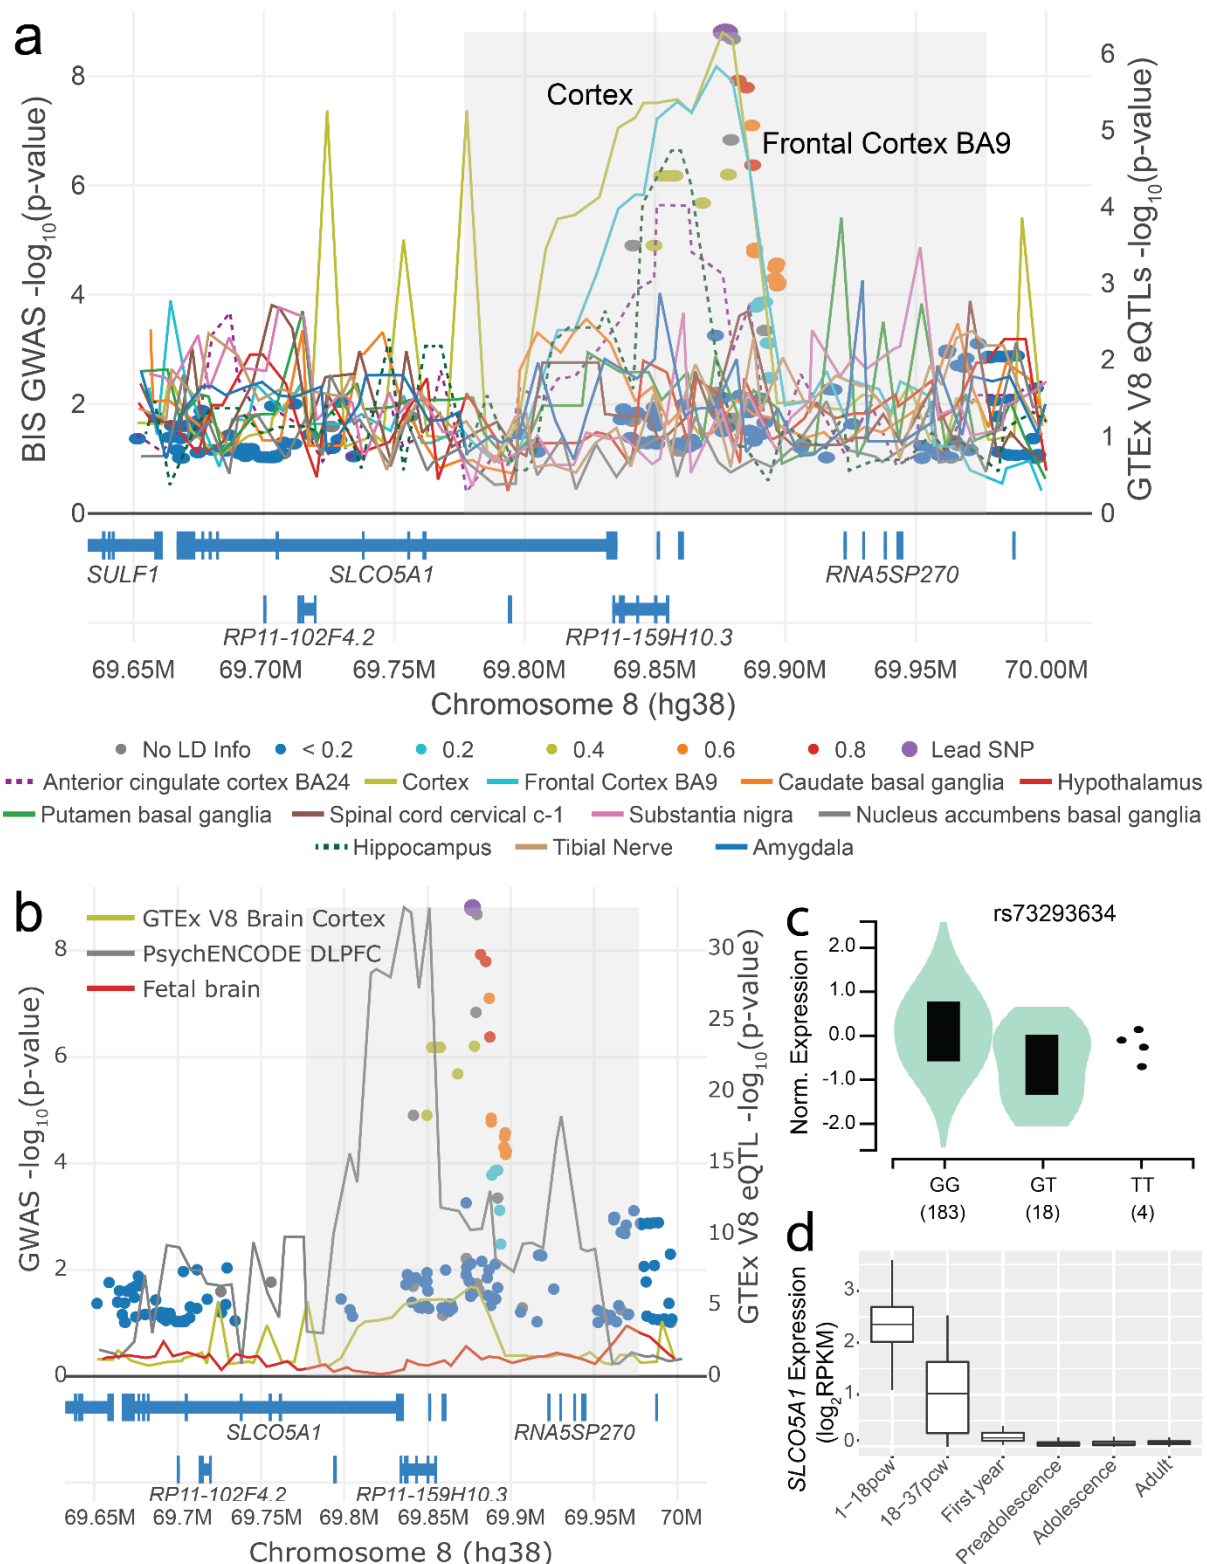 a
BIS GWAS -log10(p-value)
8
6
4
2
0
GTEx V8 eQTLs -log10(p-value)
6
5
4
3
2
1
0
Cortex
Frontal Cortex BA9
SULF1
SLCO5A1
RNA5SP270
RP11-102F4.2
RP11-159H10.3
69.65M 69.70M 69.75M 69.80M 69.85M 69.90M 69.95M 70.00M
Chromosome 8 (hg38)
No LD Info < 0.2 0.2 0.4 0.6 0.8 Lead SNP
Anterior cingulate cortex BA24 Cortex Frontal Cortex BA9 Caudate basal ganglia Hypothalamus
Putamen basal ganglia Spinal cord cervical c-1 Substantia nigra Nucleus accumbens basal ganglia
Hippocampus Tibial Nerve Amygdala
b
GTEx V8 Brain Cortex
PsychENCODE DLPFC
Fetal brain
GWAS -log10(p-value)
8
6
4
2
0
GTEx V8 eQTL -log10(p-value)
30
25
20
15
10
5
0
SLCO5A1
RNA5SP270
RP11-102F4.2
RP11-159H10.3
69.65M 69.7M 69.75M 69.8M 69.85M 69.9M 69.95M 70M
Chromosome 8 (hg38)
c
rs73293634
Norm. Expression
2.0
1.0
0.0
-1.0
-2.0
GG GT TT
(183) (18) (4)
d
SLCO5A1 Expression
(log2RPKM)
3
2
1
0
1-18pcw
18-37pcw
First year
Preadolescence
Adolescence
Adult